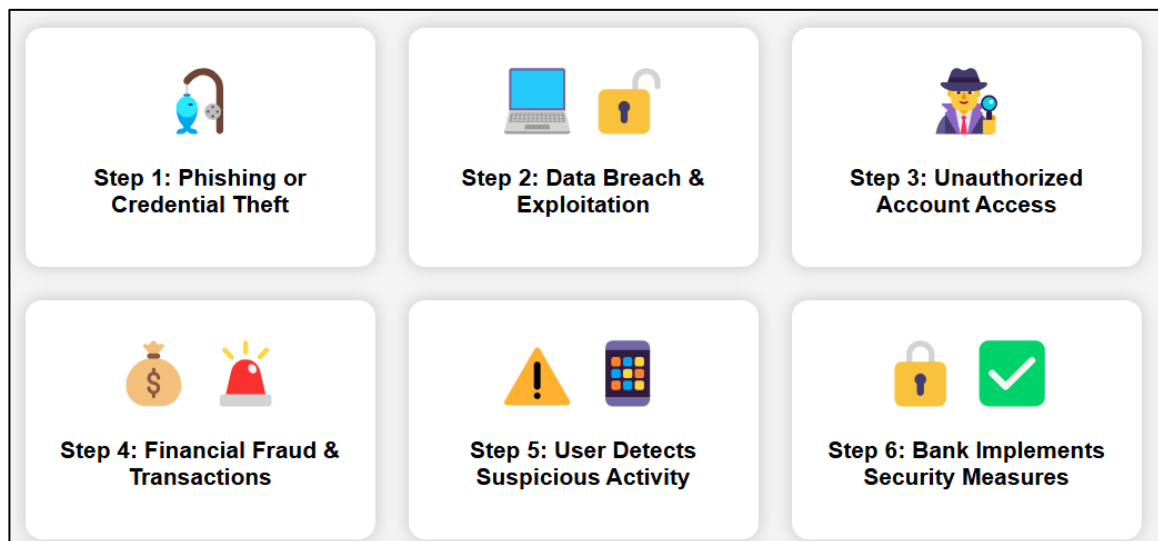 Step 1: Phishing or
Credential Theft
Step 2: Data Breach &
Exploitation
Step 3: Unauthorized
Account Access
Step 4: Financial Fraud &
Transactions
Step 5: User Detects
Suspicious Activity
Step 6: Bank Implements
Security Measures